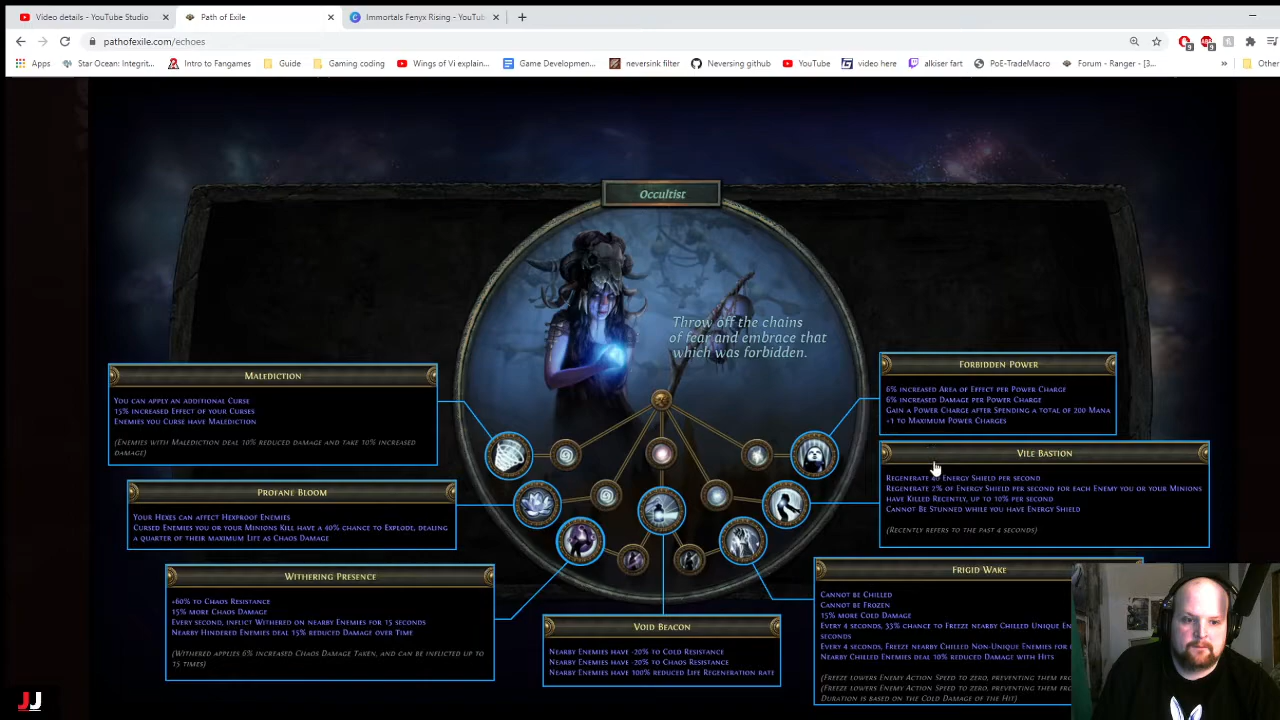 Video details - YouTube Studio
Path of Exile
Immortals Fenyx Rising - YouTub
pathofexile.com/echoes
Apps
Star Ocean: Integrit...
Intro to Fangames
Guide
Paltform Gaming coding
Wings of Vi explain...
Game Development...
neversink filter
Neversing github
YouTube
video here
alkiser fart
PoE-TradeMacro
Forum - Ranger - [3...
»
Other
Occultist
Throw off the chains
of fear and embrace that
which was forbidden.
Malediction
You can apply an additional Curse
15% increased Effect of your Curses
Enemies you Curse have Malediction
(Enemies with Malediction deal 10% reduced damage and take 10% increased
damage)
Profane Bloom
Your Hexes can affect Hexproof Enemies
Cursed Enemies you or your Minions Kill have a 40% chance to Explode, dealing
a quarter of their maximum Life as Chaos Damage
Withering Presence
+60% to Chaos Resistance
15% more Chaos Damage
Every second, inflict Withered on nearby Enemies for 15 seconds
Nearby Hindered Enemies deal 15% reduced Damage over Time
(Withered applies 6% increased Chaos Damage Taken, and can be inflicted up to
15 times)
Void Beacon
Nearby Enemies have -20% to Cold Resistance
Nearby Enemies have -20% to Chaos Resistance
Nearby Enemies have 100% reduced Life Regeneration rate
Forbidden Power
6% increased Area of Effect per Power Charge
6% increased Damage per Power Charge
Gain a Power Charge after Spending a total of 200 Mana
+1 to Maximum Power Charges
Vile Bastion
Regenerate Energy Shield per second
Regenerate 2% of Energy Shield per second for each Enemy you or your Minions
have Killed Recently, up to 10% per second
Cannot Be Stunned while you have Energy Shield
(Recently refers to the past 4 seconds)
Frigid Wake
Cannot be Chilled
Cannot be Frozen
15% more Cold Damage
Every 4 seconds, 33% chance to Freeze nearby Chilled Unique En
seconds
Every 4 seconds, Freeze nearby Chilled Non-Unique Enemies for
Nearby Chilled Enemies deal 10% reduced Damage with Hits
(Freeze lowers Enemy Action Speed to zero, preventing them fro
(Freeze lowers Enemy Action Speed to zero, preventing them fro
Duration is based on the Cold Damage of the Hit)
JJ